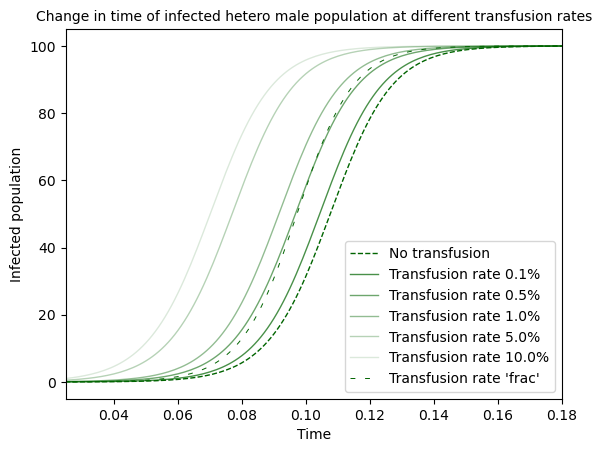 Change in time of infected hetero male population at different transfusion rates
100
80
60
40
20
0
Infected population
No transfusion
Transfusion rate 0.1%
Transfusion rate 0.5%
Transfusion rate 1.0%
Transfusion rate 5.0%
Transfusion rate 10.0%
Transfusion rate 'frac'
0.04 0.06 0.08 0.10 0.12 0.14 0.16 0.18
Time